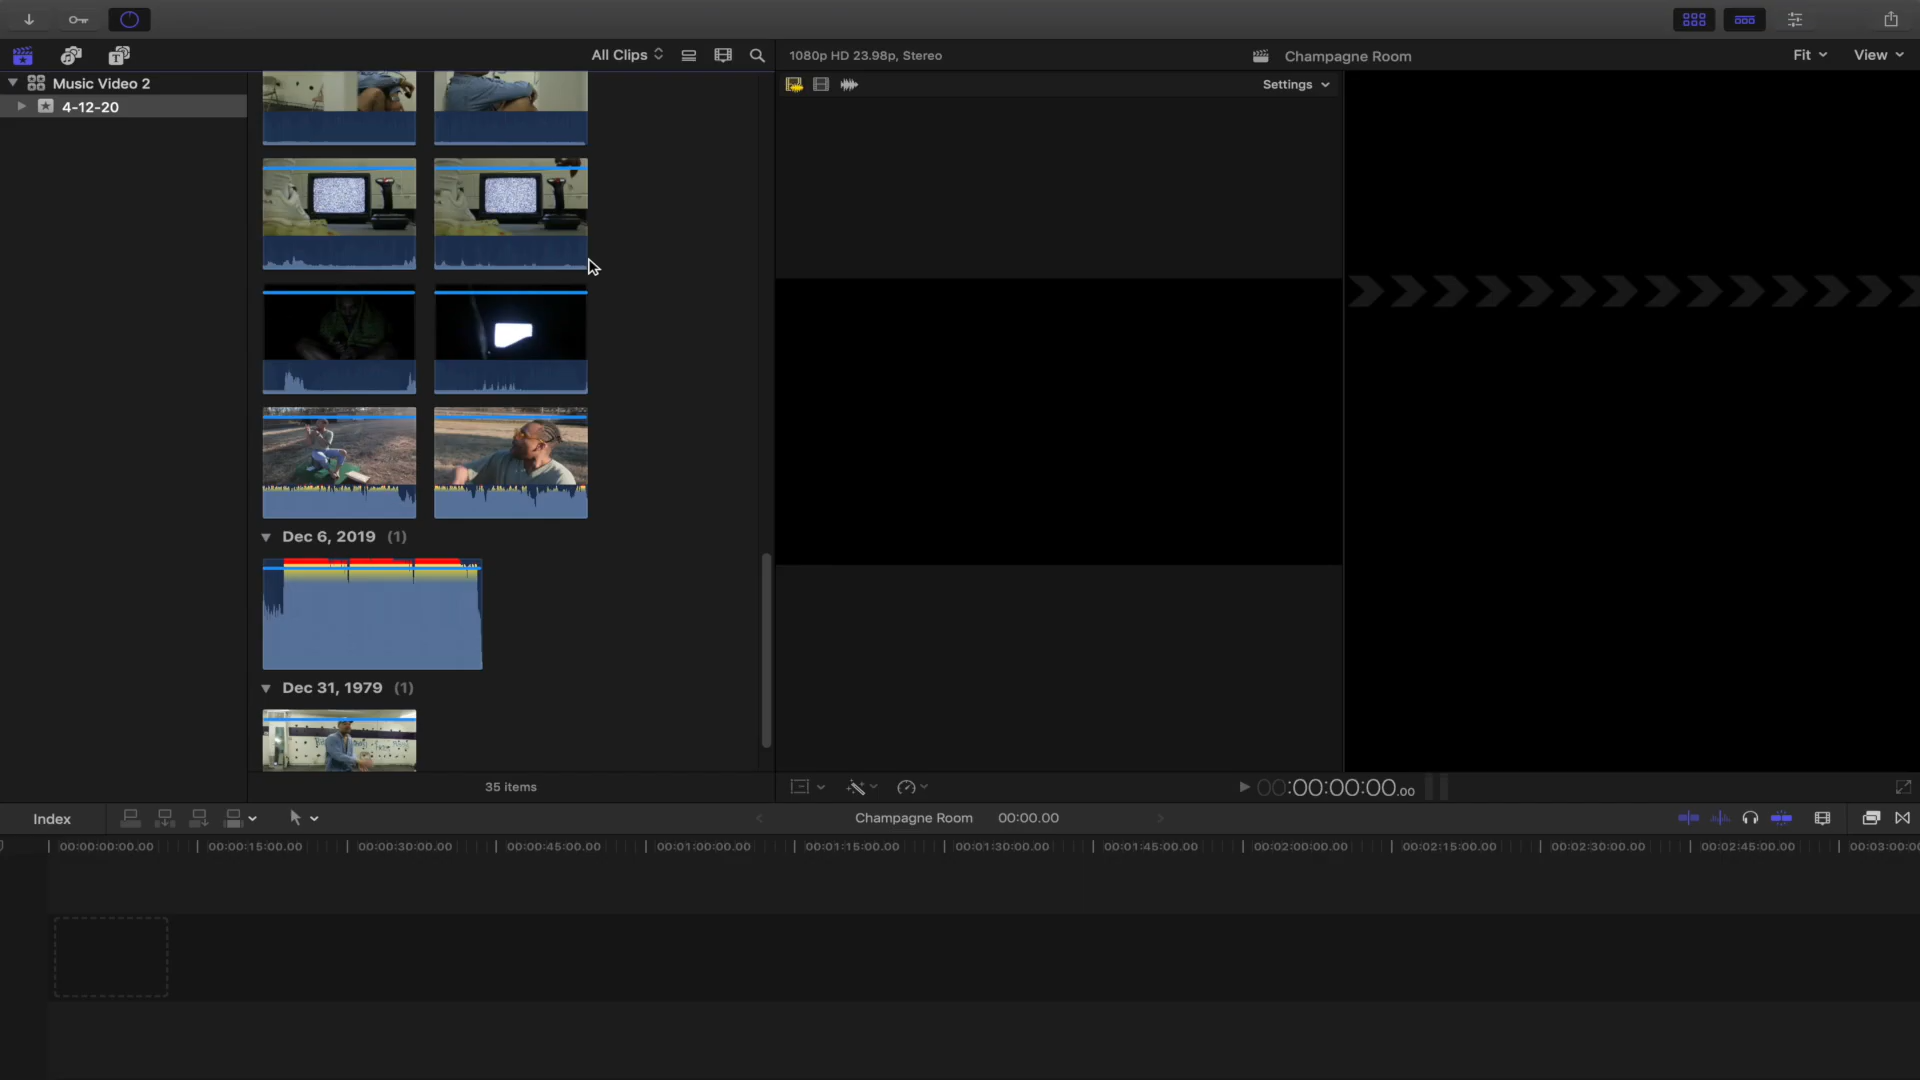 All Clips
1080p HD 23.98p, Stereo
Champagne Room
Fit
View
Music Video 2
4-12-20
Settings
Dec 6, 2019 (1)
Dec 31, 1979 (1)
35 items
00:00:00:00.00
Index
Champagne Room 00:00.00
00:00:00:00.00 00:00:15:00.00 00:00:30:00.00 00:00:45:00.00 00:01:00:00.00 00:01:15:00.00 00:01:30:00.00 00:01:45:00.00 00:02:00:00.00 00:02:15:00.00 00:02:30:00.00 00:02:45:00.00 00:03:00:0